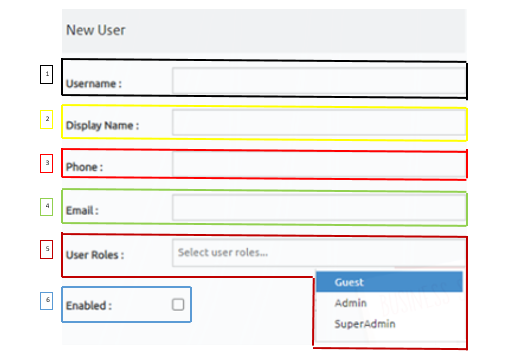 New User
1 Username :
2 Display Name :
3 Phone :
4 Email :
5 User Roles : Select user roles...
Guest
6 Enabled :
Admin
SuperAdmin